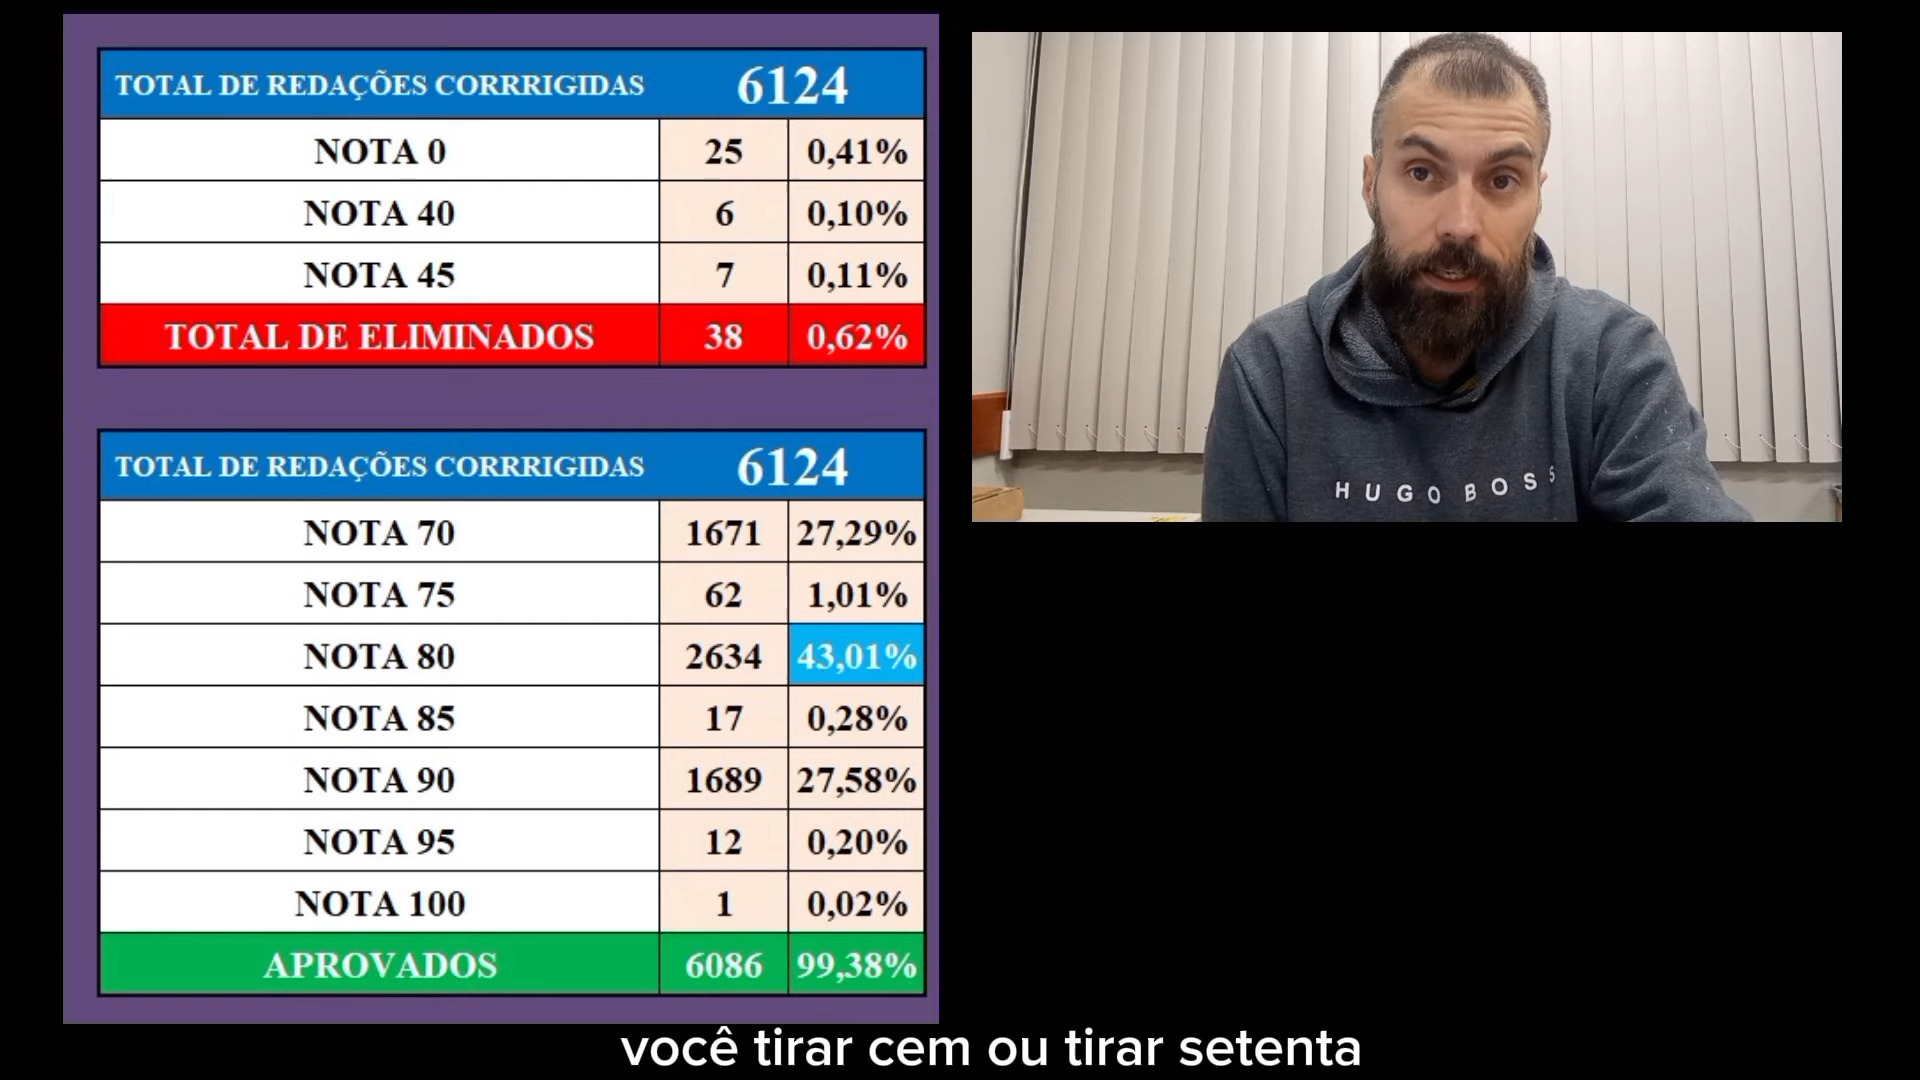 TOTAL DE REDAÇÕES CORRRIGIDAS 6124
NOTA 0 25 0,41%
NOTA 40 6 0,10%
NOTA 45 7 0,11%
TOTAL DE ELIMINADOS 38 0,62%
TOTAL DE REDAÇÕES CORRRIGIDAS 6124
NOTA 70 1671 27,29%
NOTA 75 62 1,01%
NOTA 80 2634 43,01%
NOTA 85 17 0,28%
NOTA 90 1689 27,58%
NOTA 95 12 0,20%
NOTA 100 1 0,02%
APROVADOS 6086 99,38%
HUGO BOSS
você tirar cem ou tirar setenta